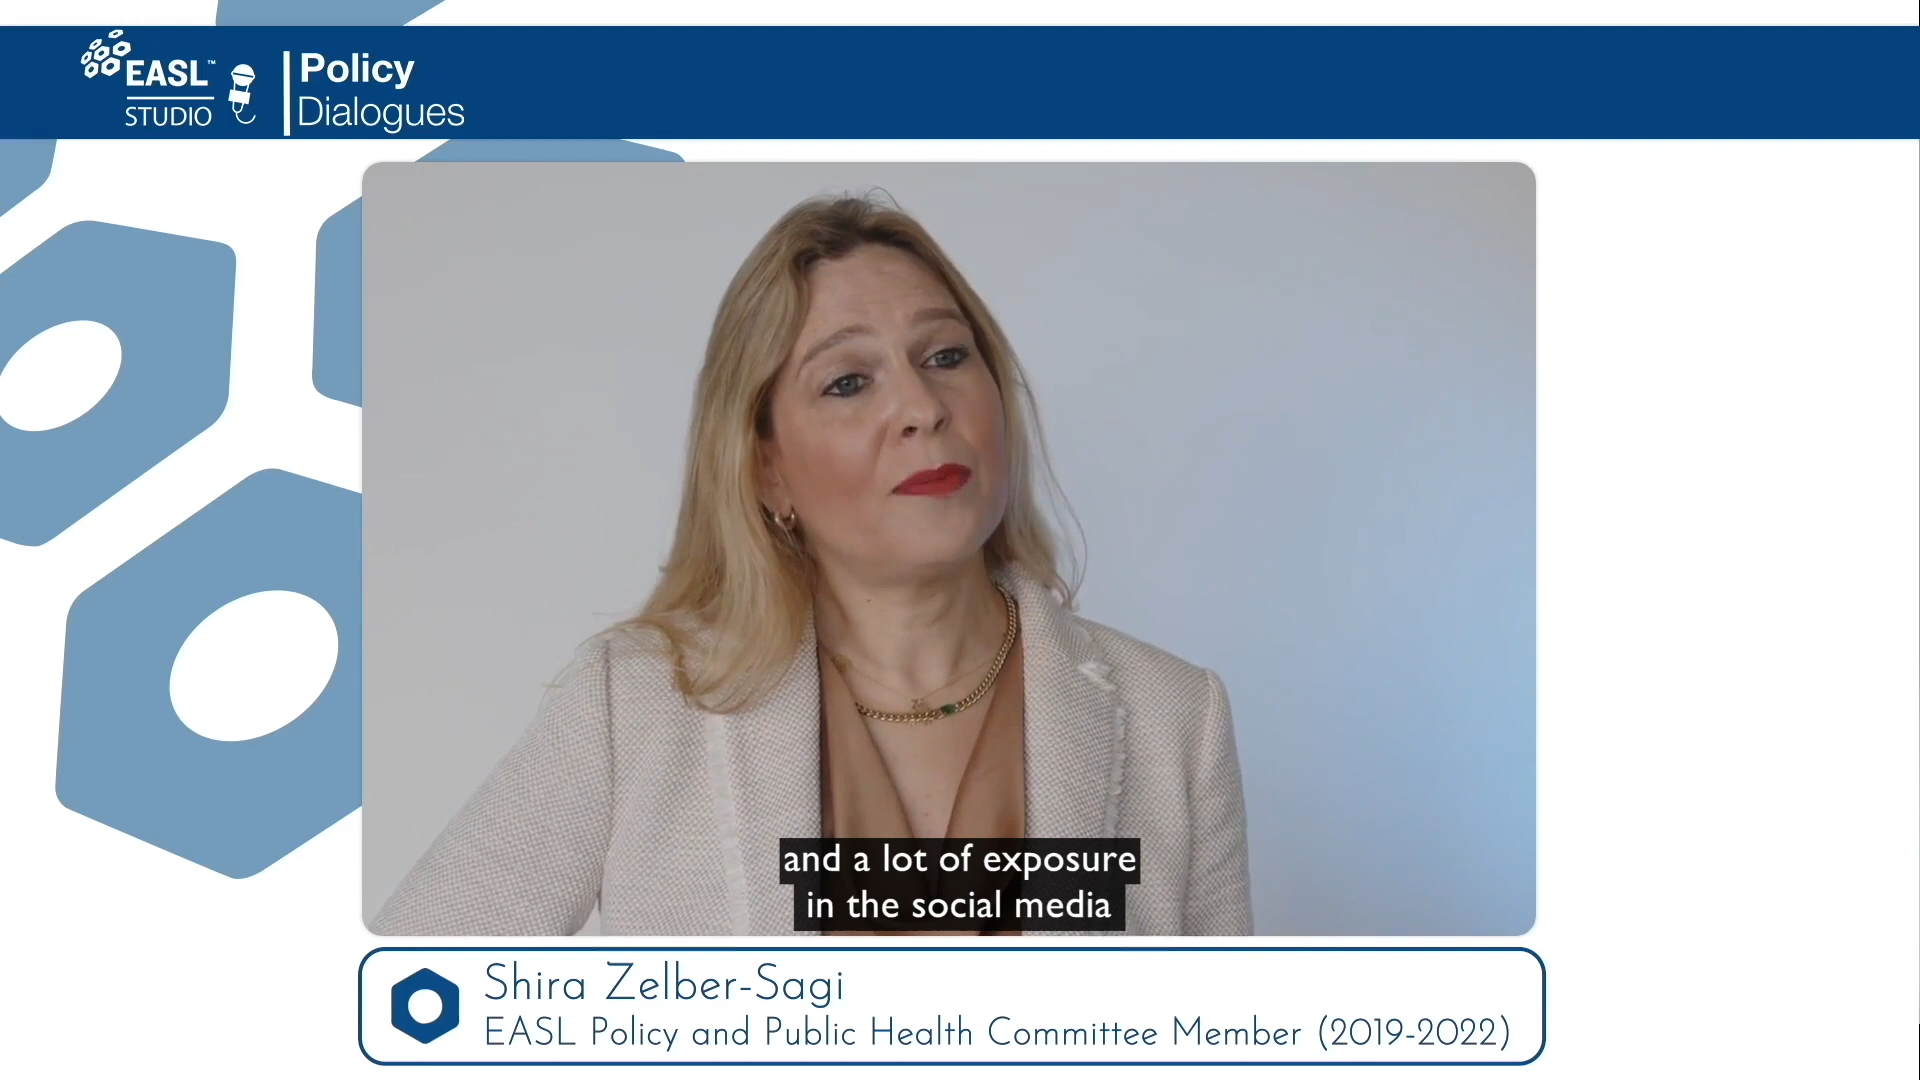 EASL™
STUDIO
Policy
Dialogues
and a lot of exposure
in the social media
Shira Zelber-Sagi
EASL Policy and Public Health Committee Member (2019-2022)